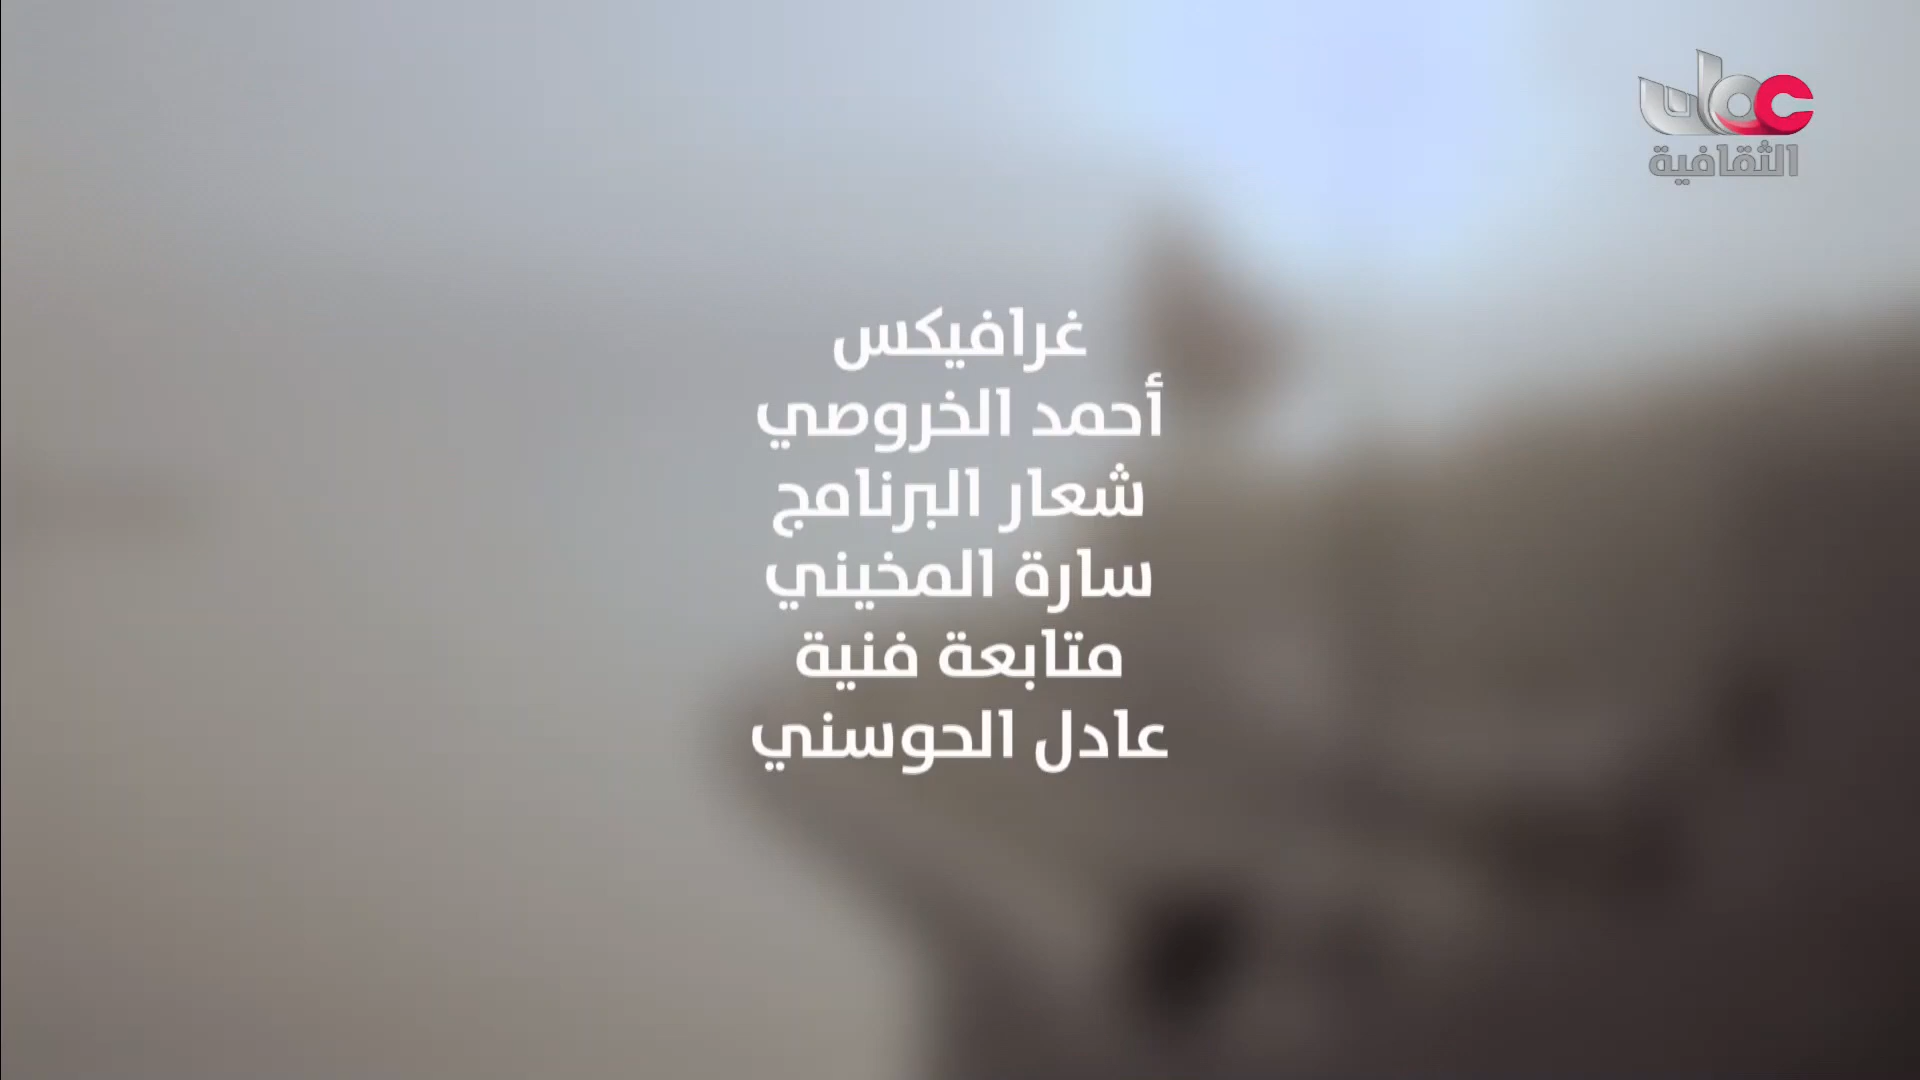 عمان
الثقافية
غرافيكس
أحمد الخروصي
شعار البرنامج
سارة المخيني
متابعة فنية
عادل الحوسني